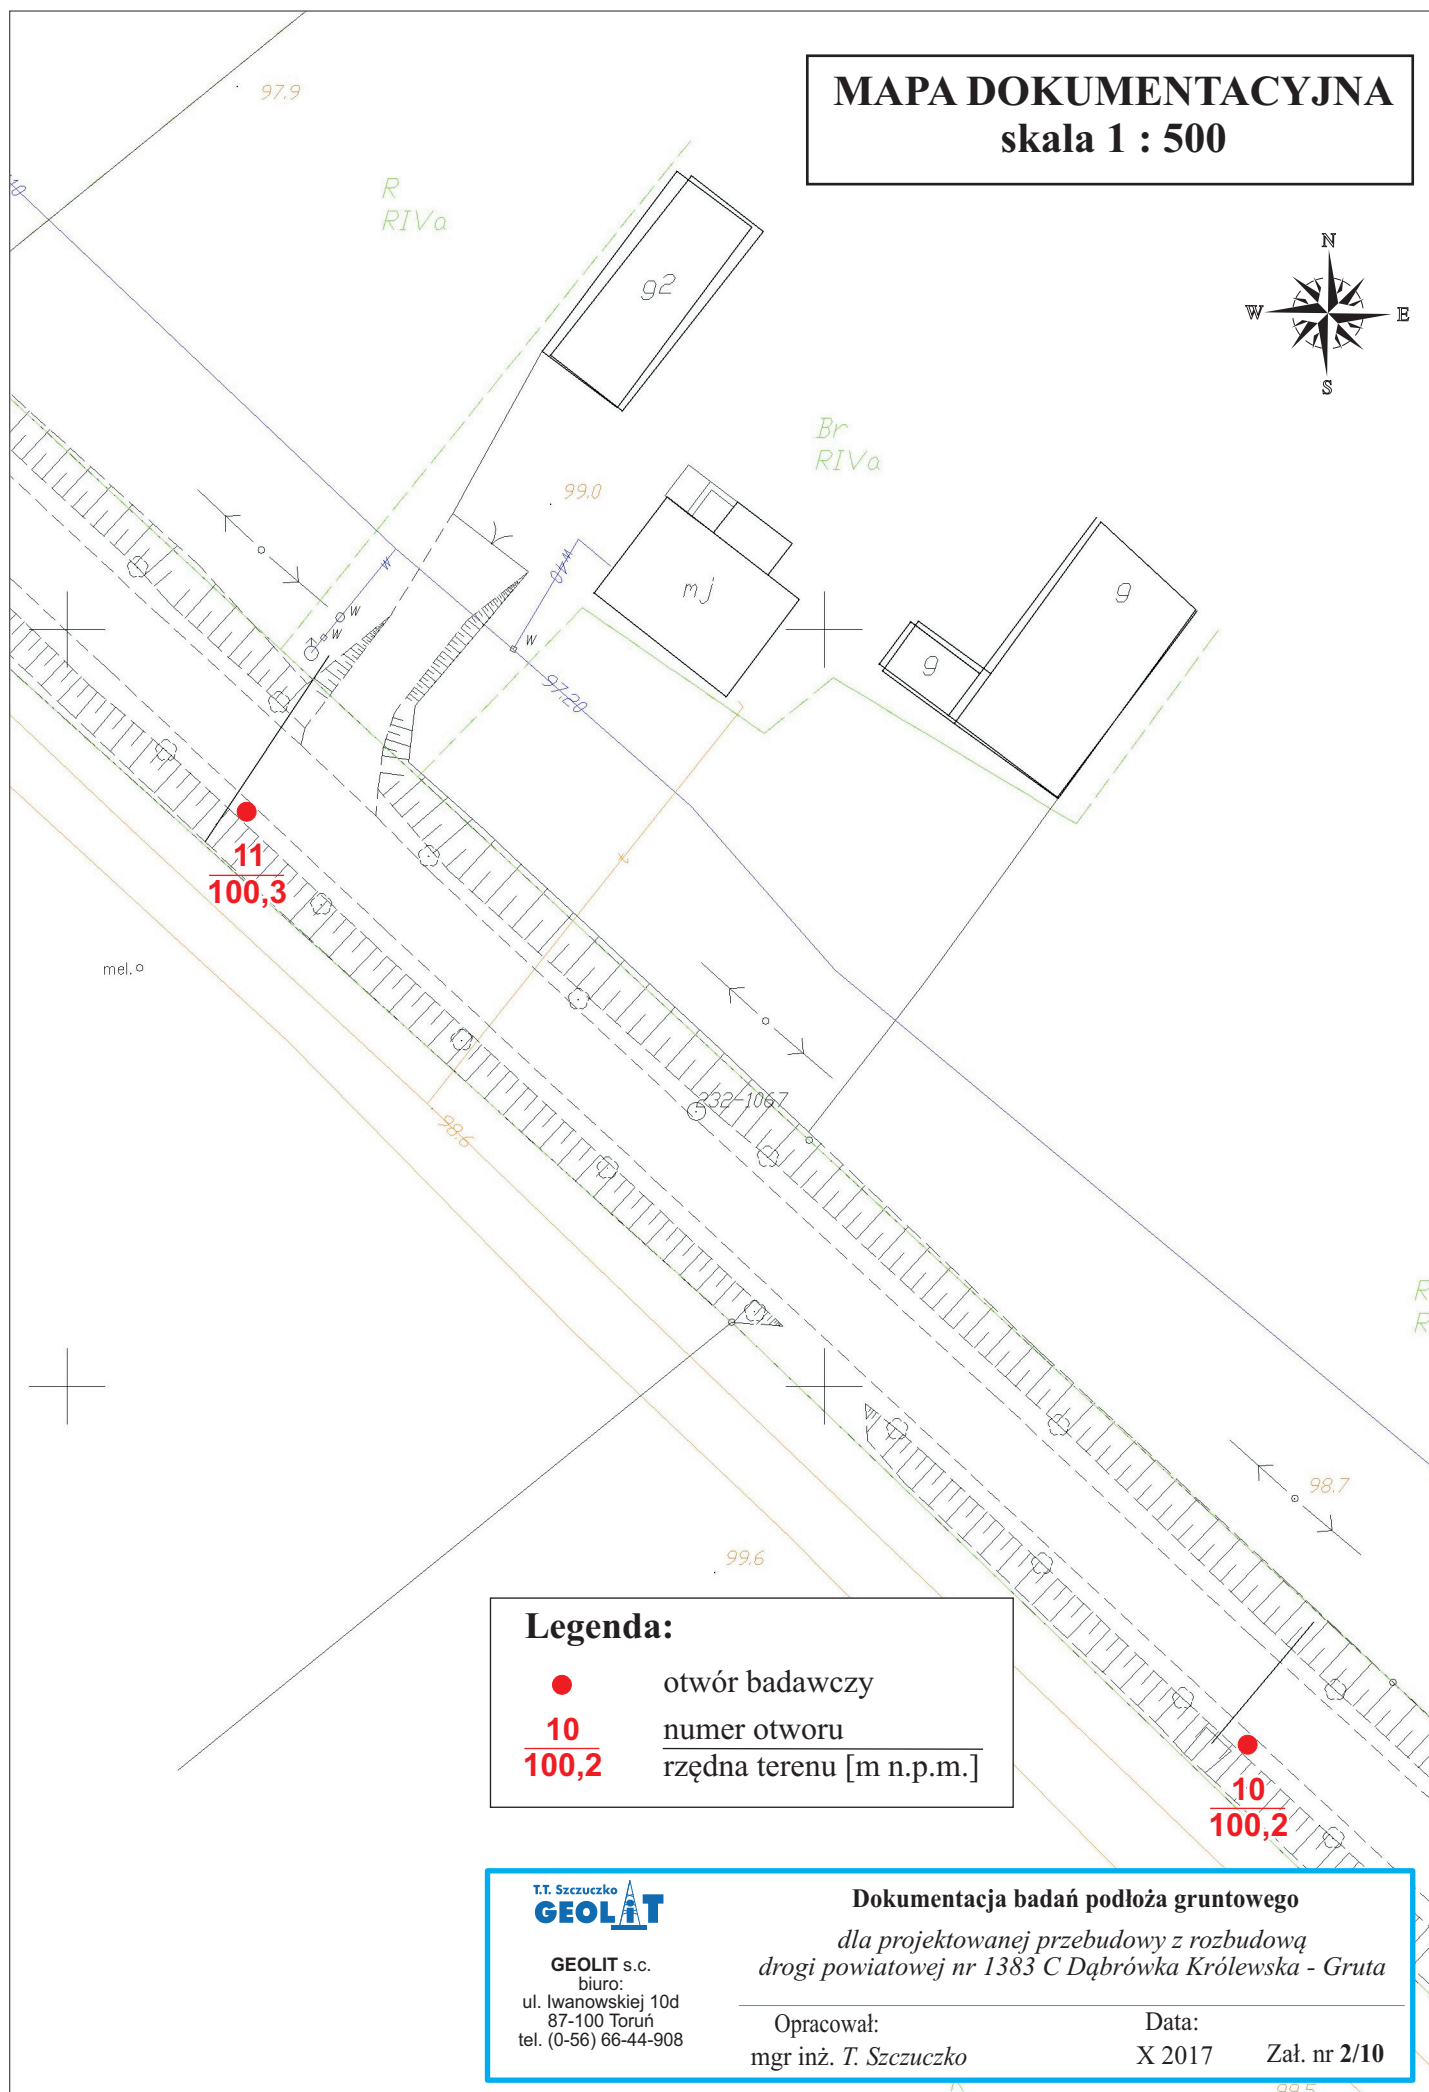 MAPA DOKUMENTACYJNA
skala 1 : 500
97.9
R
RIVa
g2
N
W
E
S
Br
RIVa
99.0
w
w40
mj
g
g
w
w
w
97.20
11
100,3
mel.
232-1067
98.6
R
R
98.7
99.6
Legenda:
otwór badawczy
10
numer otworu
100,2
rzędna terenu [m n.p.m.]
10
100,2
T.T. Szczuczko
GEOLIT
GEOLIT s.c.
biuro:
ul. Iwanowskiej 10d
87-100 Toruń
tel. (0-56) 66-44-908
Dokumentacja badań podłoża gruntowego
dla projektowanej przebudowy z rozbudową
drogi powiatowej nr 1383 C Dąbrówka Królewska - Gruta
Opracował:
mgr inż. T. Szczuczko
Data:
X 2017
Zał. nr 2/10